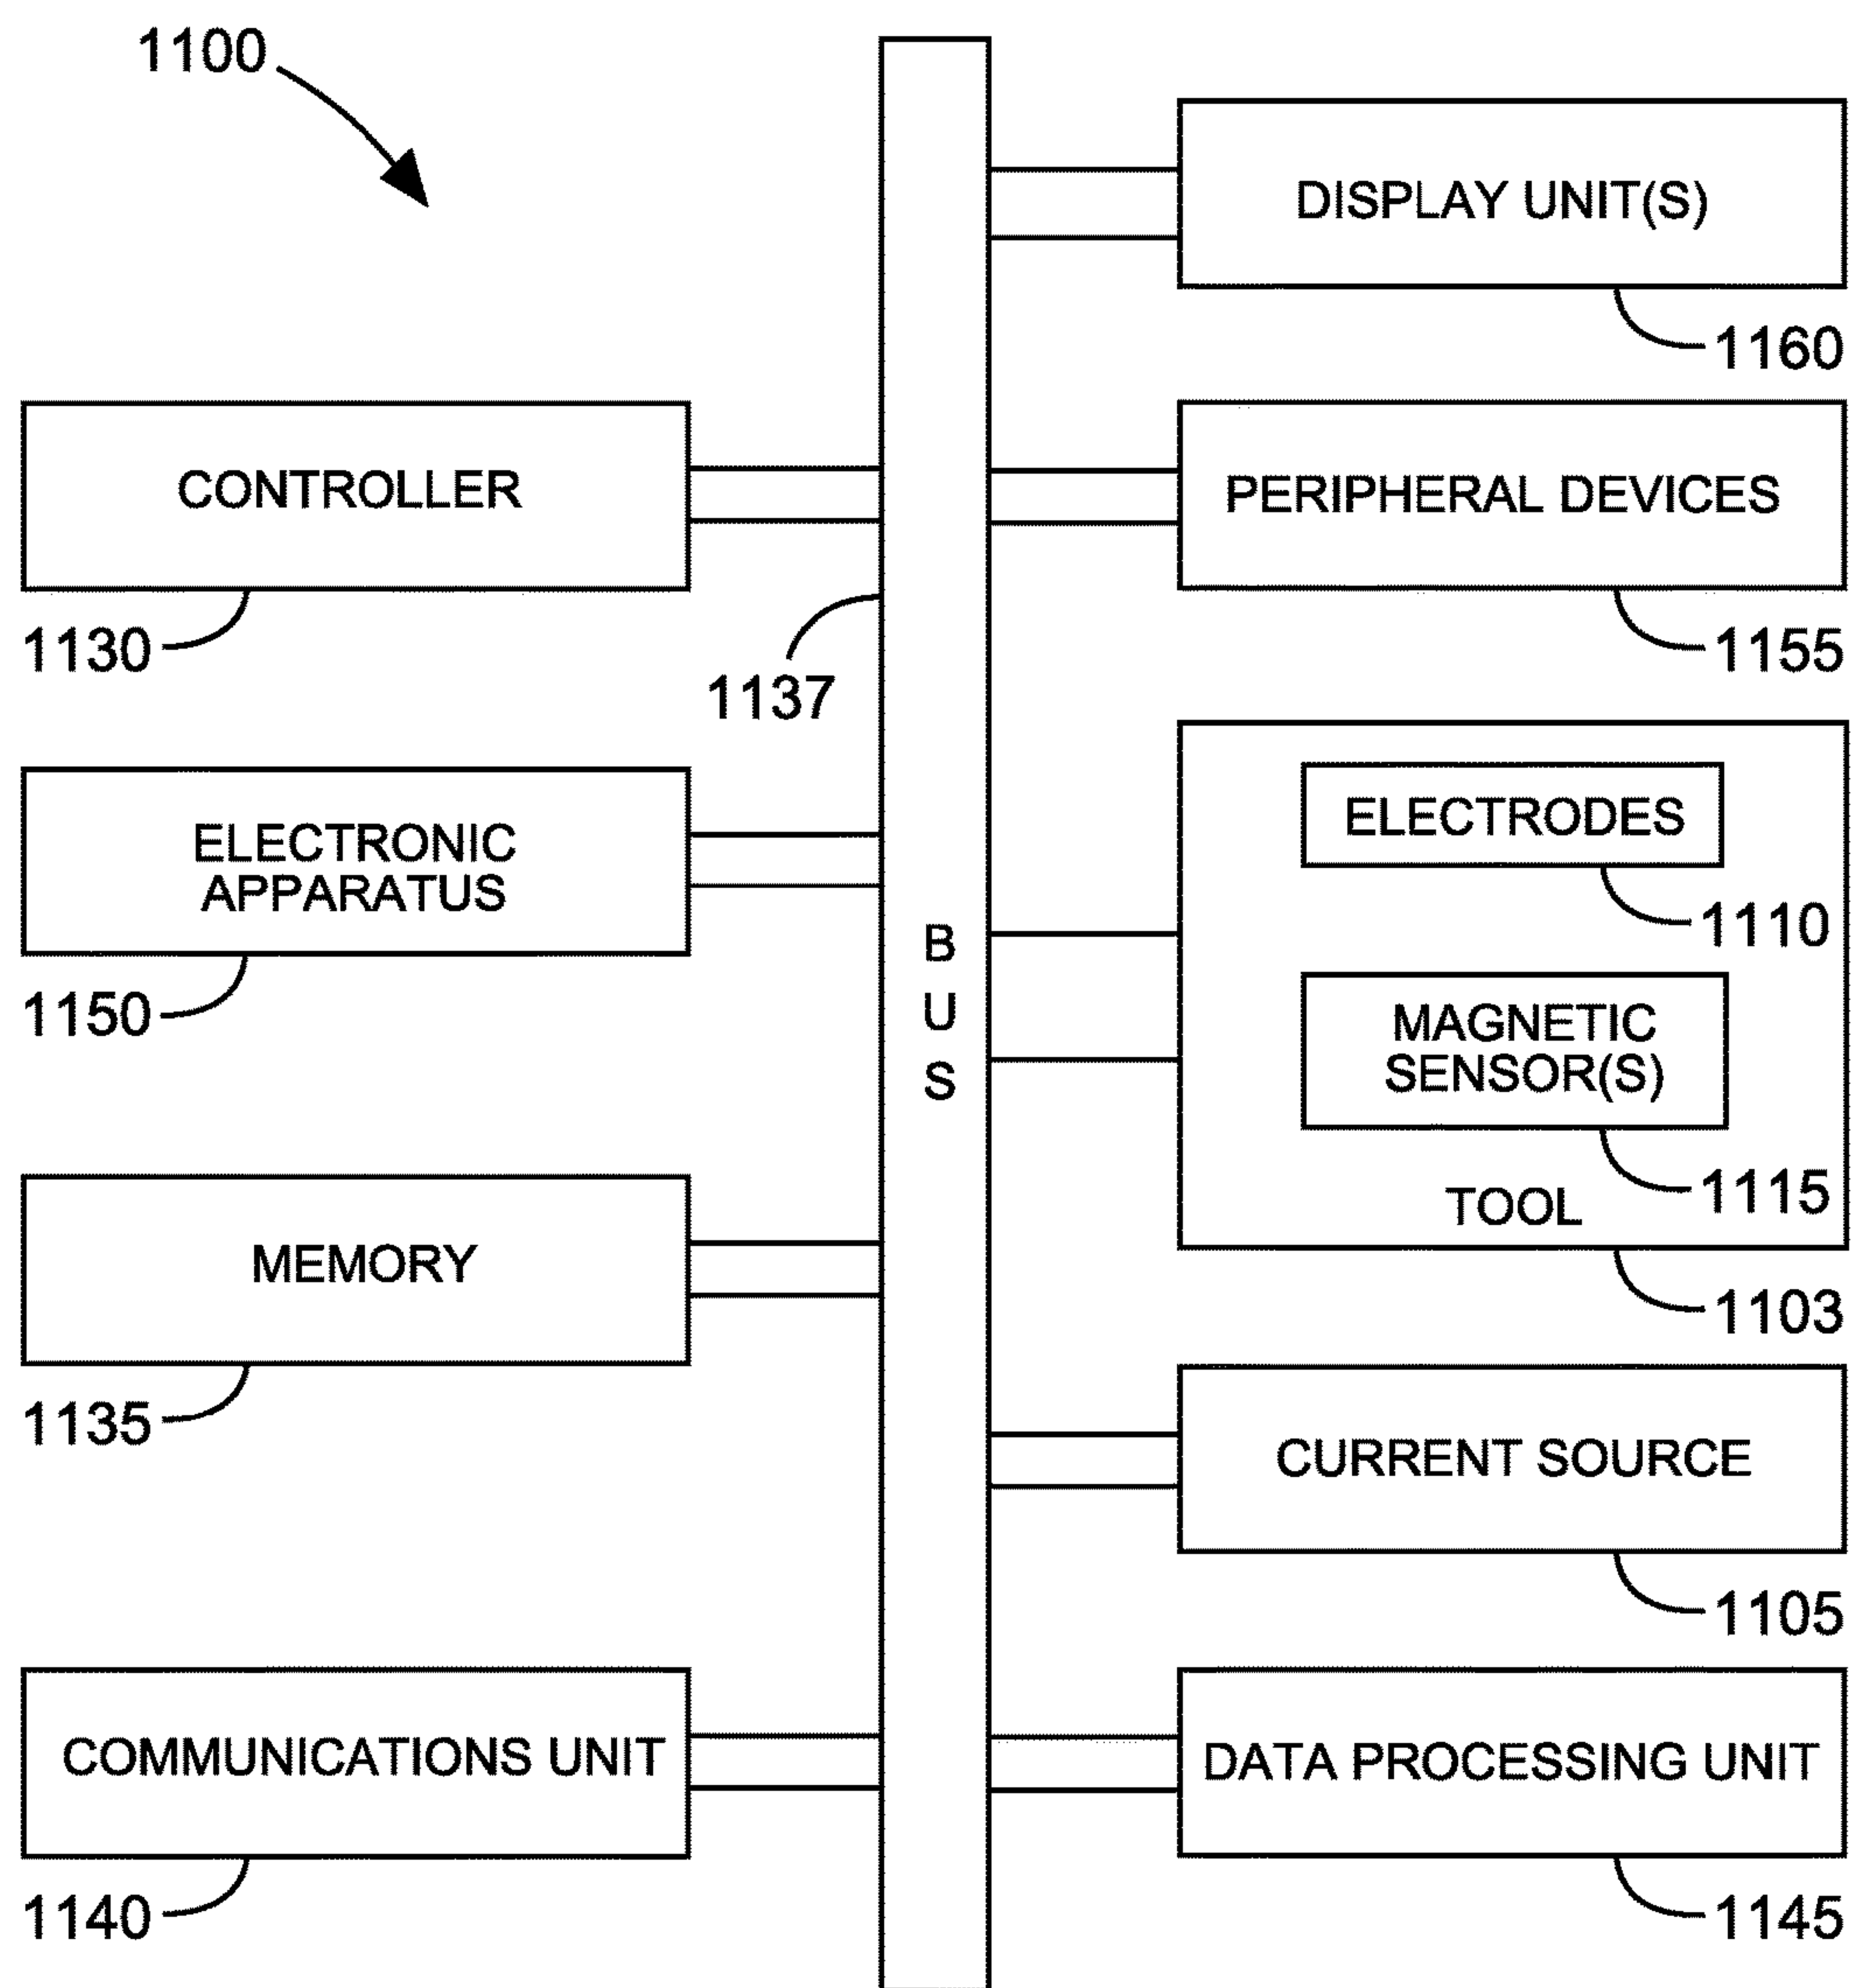 1100
DISPLAY UNIT(S)
1160
CONTROLLER
1130
PERIPHERAL DEVICES
1155
1137
ELECTRONIC
APPARATUS
1150
B
U
S
ELECTRODES
1110
MAGNETIC
SENSOR(S)
1115
TOOL
1103
MEMORY
1135
CURRENT SOURCE
1105
COMMUNICATIONS UNIT
1140
DATA PROCESSING UNIT
1145